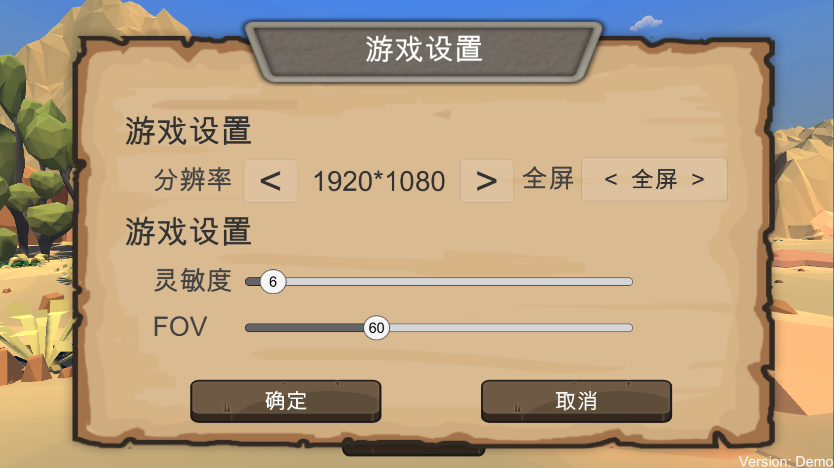 游戏设置
游戏设置
分辨率 < 1920*1080 > 全屏 < 全屏 >
游戏设置
灵敏度 6
FOV 60
确定 取消
Version: Demo